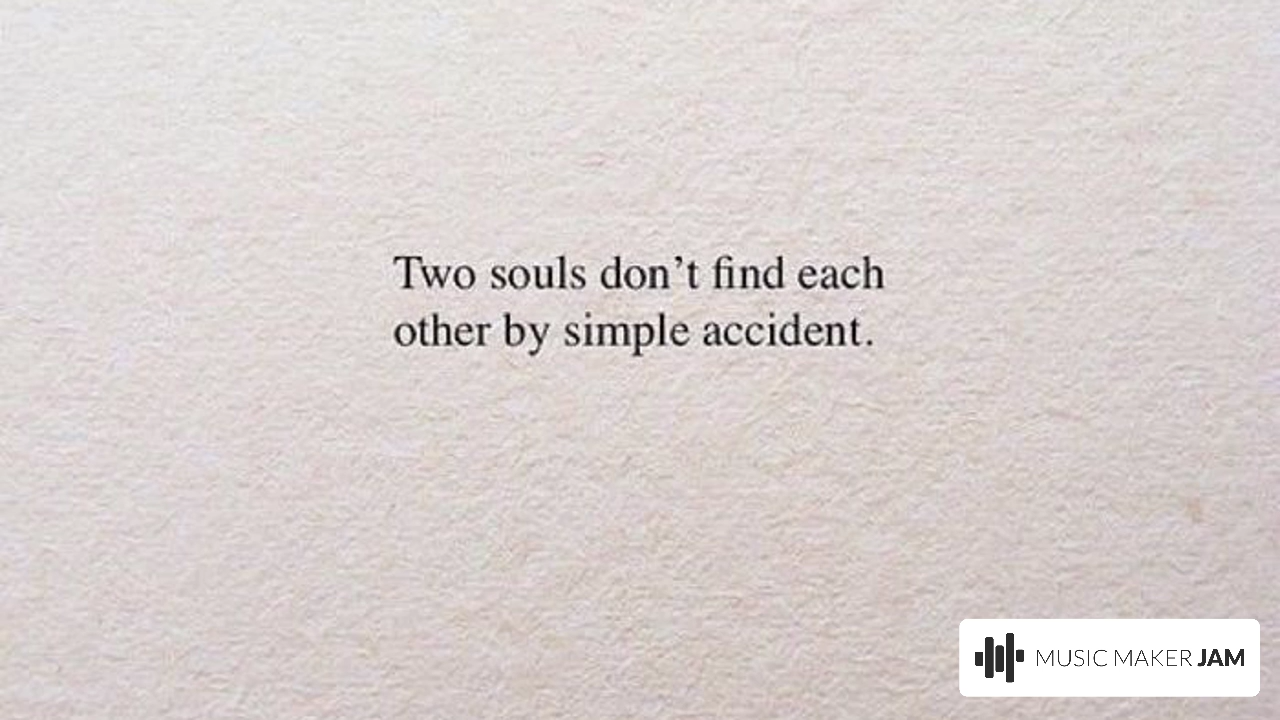 Two souls don’t find each
other by simple accident.
MUSIC MAKER JAM